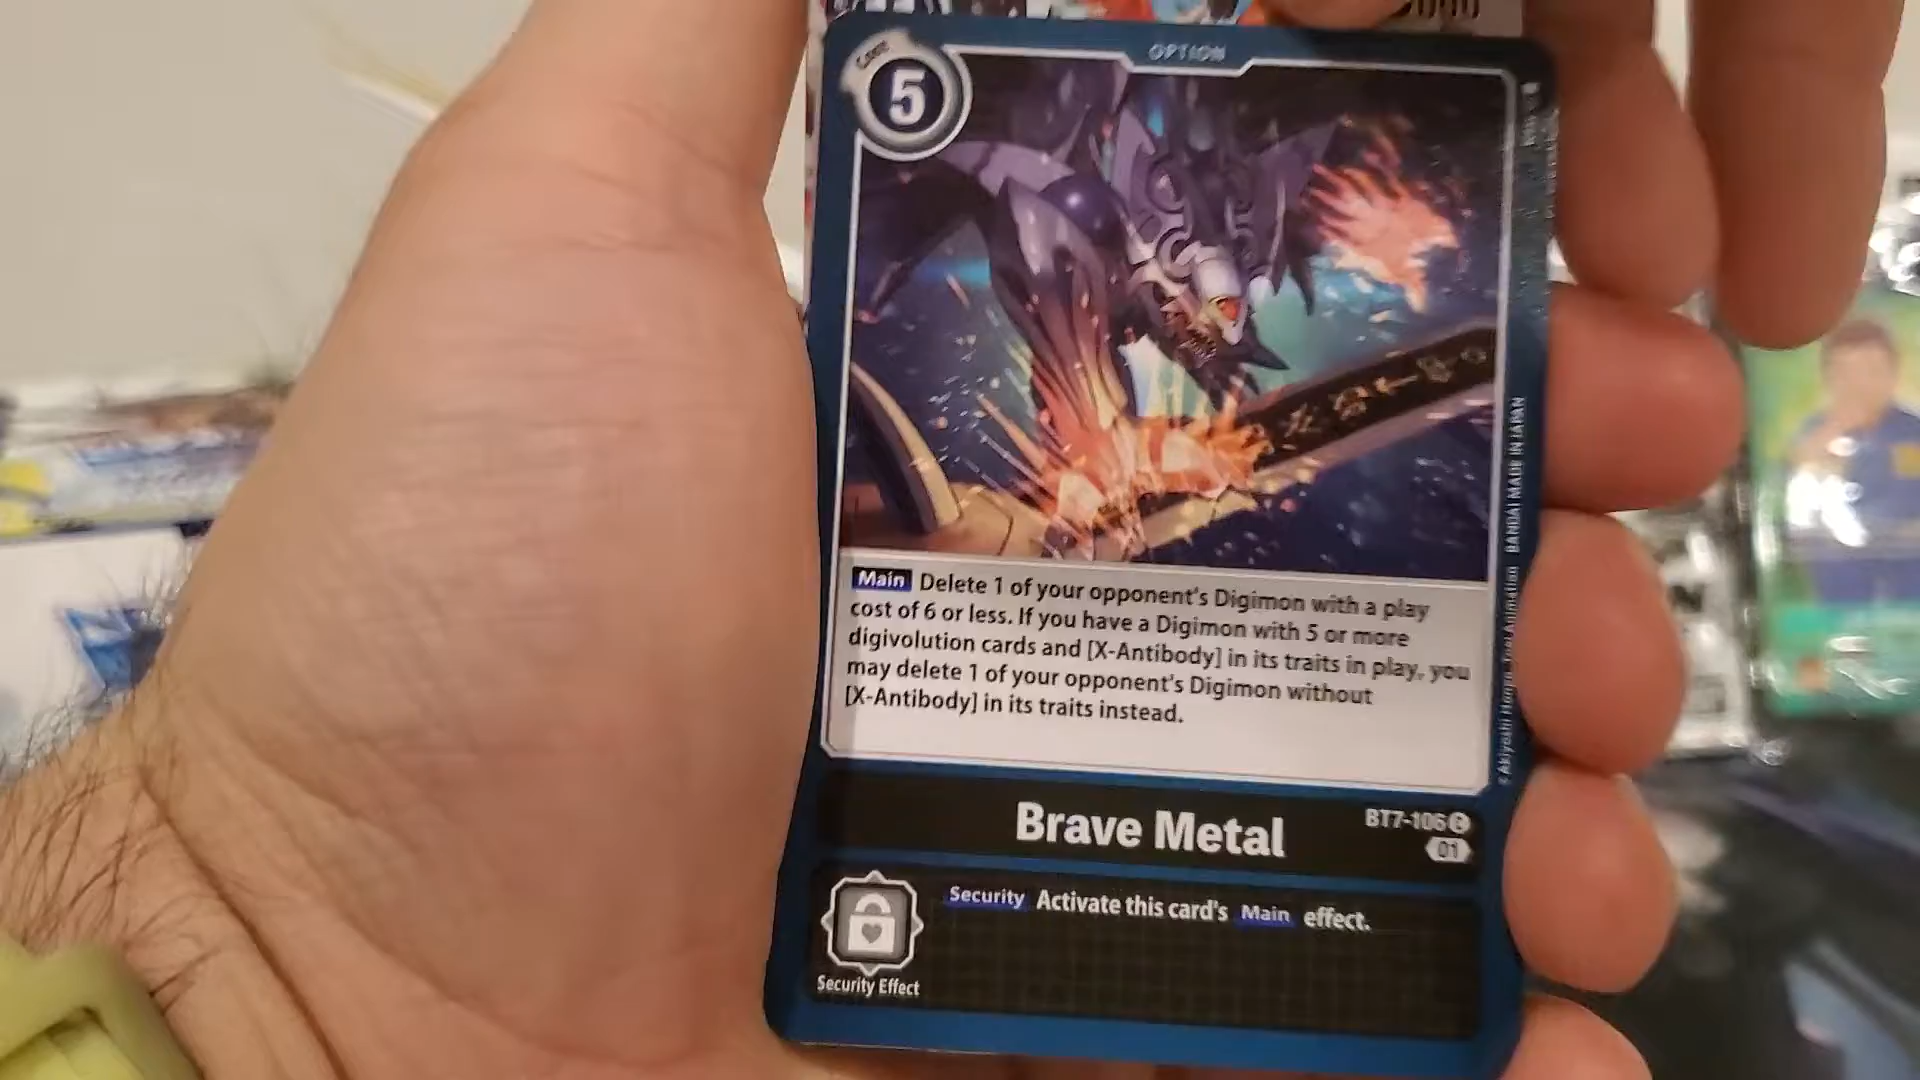 OPTION
Cost
5
Main Delete 1 of your opponent's Digimon with a play
cost of 6 or less. If you have a Digimon with 5 or more
digivolution cards and [X-Antibody] in its traits in play, you
may delete 1 of your opponent's Digimon without
[X-Antibody] in its traits instead.
BANDAI MADE IN JAPAN
Brave Metal
BT7-106 C
01
Security Activate this card's Main effect.
Security Effect